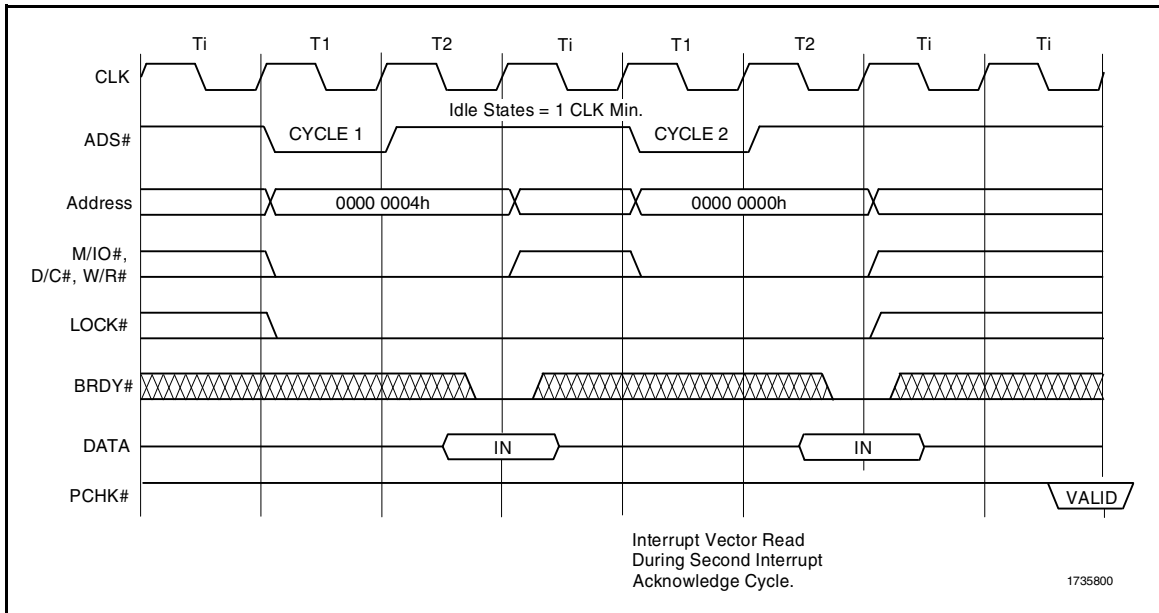 Ti T1 T2 Ti T1 T2 Ti Ti
CLK
Idle States = 1 CLK Min.
ADS# CYCLE 1 CYCLE 2
Address 0000 0004h 0000 0000h
M/IO#,
D/C#, W/R#
LOCK#
BRDY#
DATA IN IN
PCHK# VALID
Interrupt Vector Read
During Second Interrupt
Acknowledge Cycle.
1735800